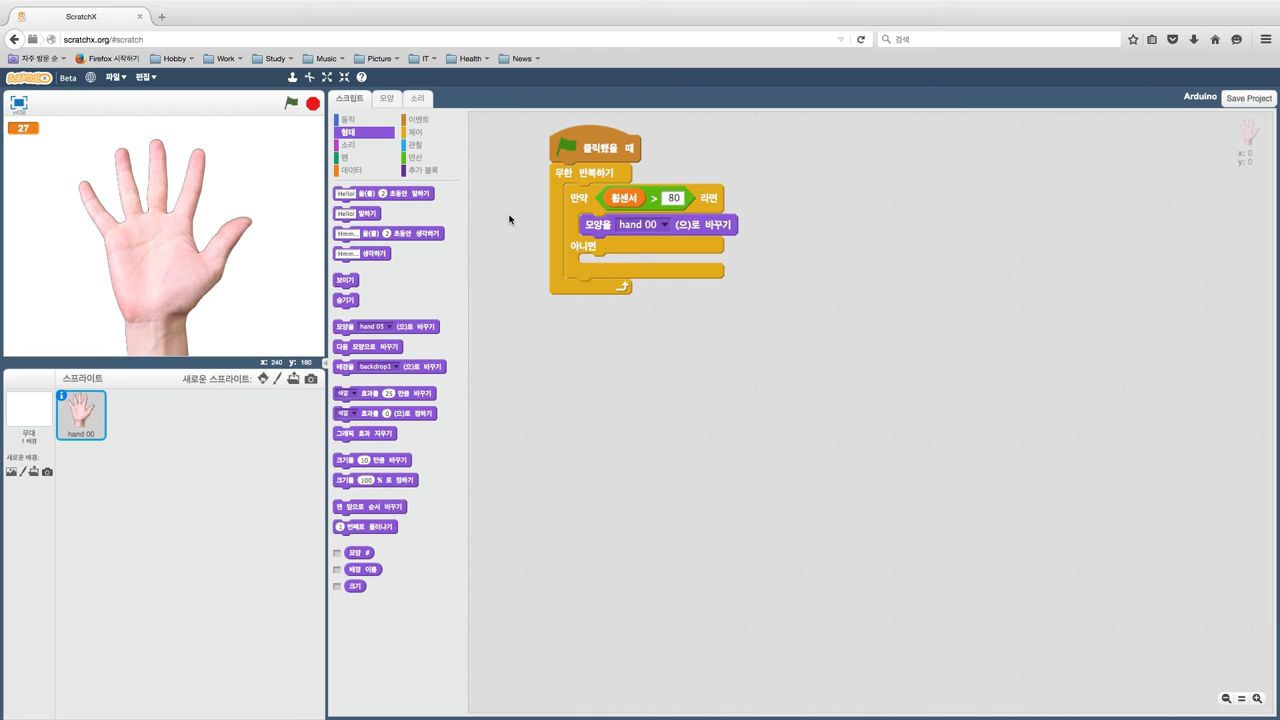 ScratchX
scratchx.org/#scratch
검색
자주 방문 순
Firefox 시작하기
Hobby
Work
Study
Music
Picture
IT
Health
News
SCRATCHX
Beta
파일
편집
v439
27
스크립트
모양
소리
Arduino
Save Project
동작
이벤트
형태
제어
소리
관찰
펜
연산
데이터
추가 블록
Hello! 을(를) 2 초동안 말하기
Hello! 말하기
Hmm... 을(를) 2 초동안 생각하기
Hmm... 생각하기
보이기
숨기기
모양을 hand 05 (으)로 바꾸기
다음 모양으로 바꾸기
배경을 backdrop1 (으)로 바꾸기
색깔 효과를 25 만큼 바꾸기
색깔 효과를 0 (으)로 정하기
그래픽 효과 지우기
크기를 10 만큼 바꾸기
크기를 100 % 로 정하기
맨 앞으로 순서 바꾸기
1 번째로 물러나기
모양 #
배경 이름
크기
클릭했을 때
무한 반복하기
만약 휨센서 > 80 라면
모양을 hand 00 (으)로 바꾸기
아니면
x: 0
y: 0
x: 240 y: 180
스프라이트
새로운 스프라이트:
hand 00
무대
1 배경
새로운 배경: